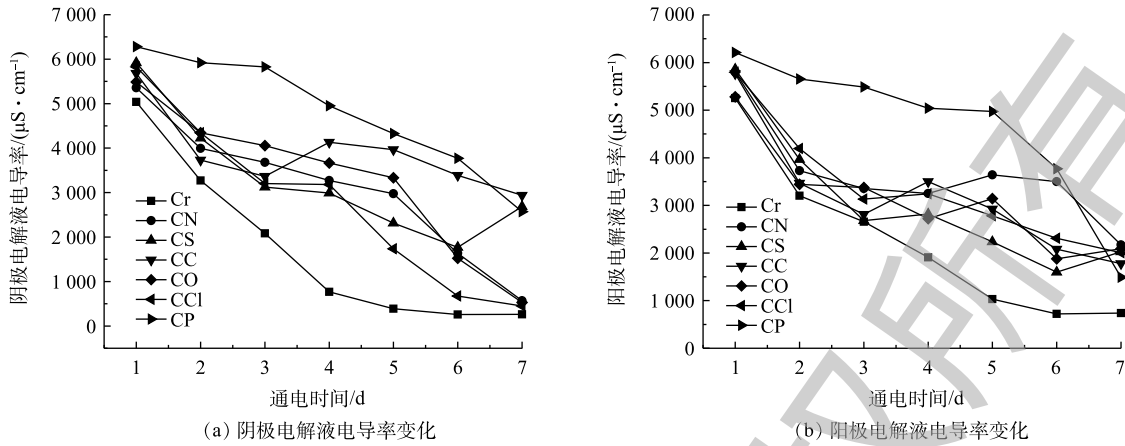 7 000
6 000
5 000
4 000
3 000
2 000
1 000
0
阴极电解液电导率/(μS·cm⁻¹)
Cr
CN
CS
CC
CO
CCl
CP
1 2 3 4 5 6 7
通电时间/d
(a) 阴极电解液电导率变化
7 000
6 000
5 000
4 000
3 000
2 000
1 000
0
阳极电解液电导率/(μS·cm⁻¹)
Cr
CN
CS
CC
CO
CCl
CP
1 2 3 4 5 6 7
通电时间/d
(b) 阳极电解液电导率变化
权所有